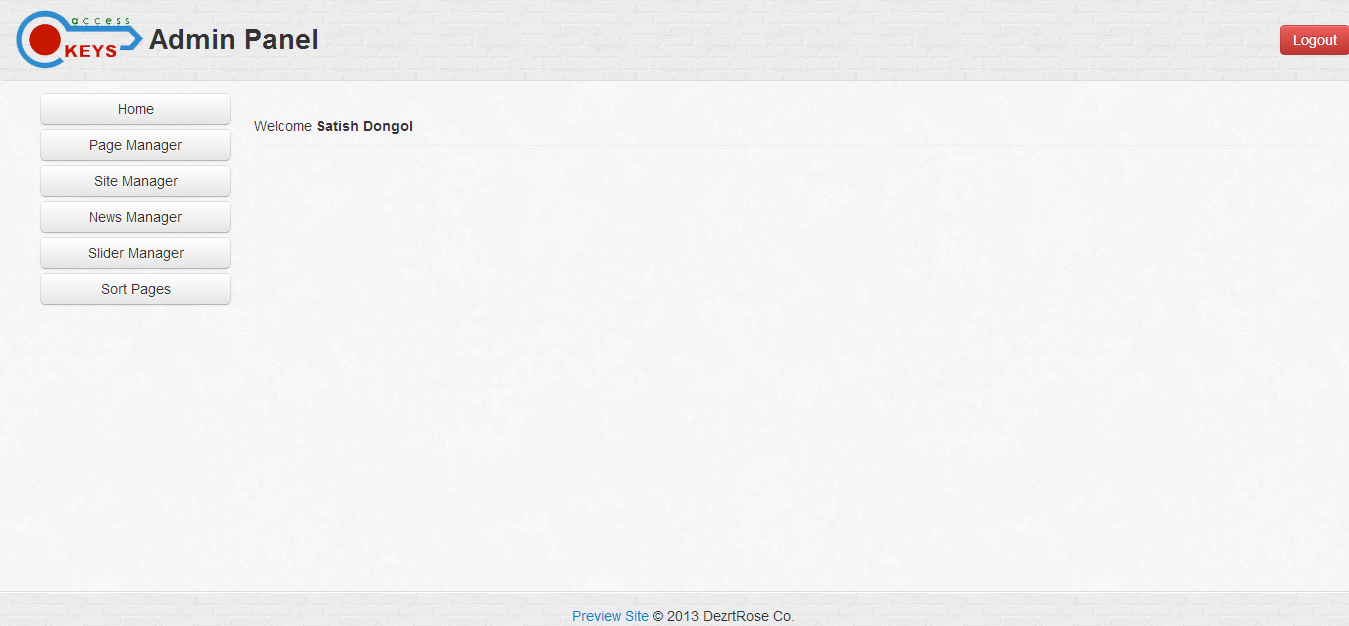 access
KEYS
Admin Panel
Logout
Home
Page Manager
Site Manager
News Manager
Slider Manager
Sort Pages
Welcome Satish Dongol
Preview Site © 2013 DezrtRose Co.